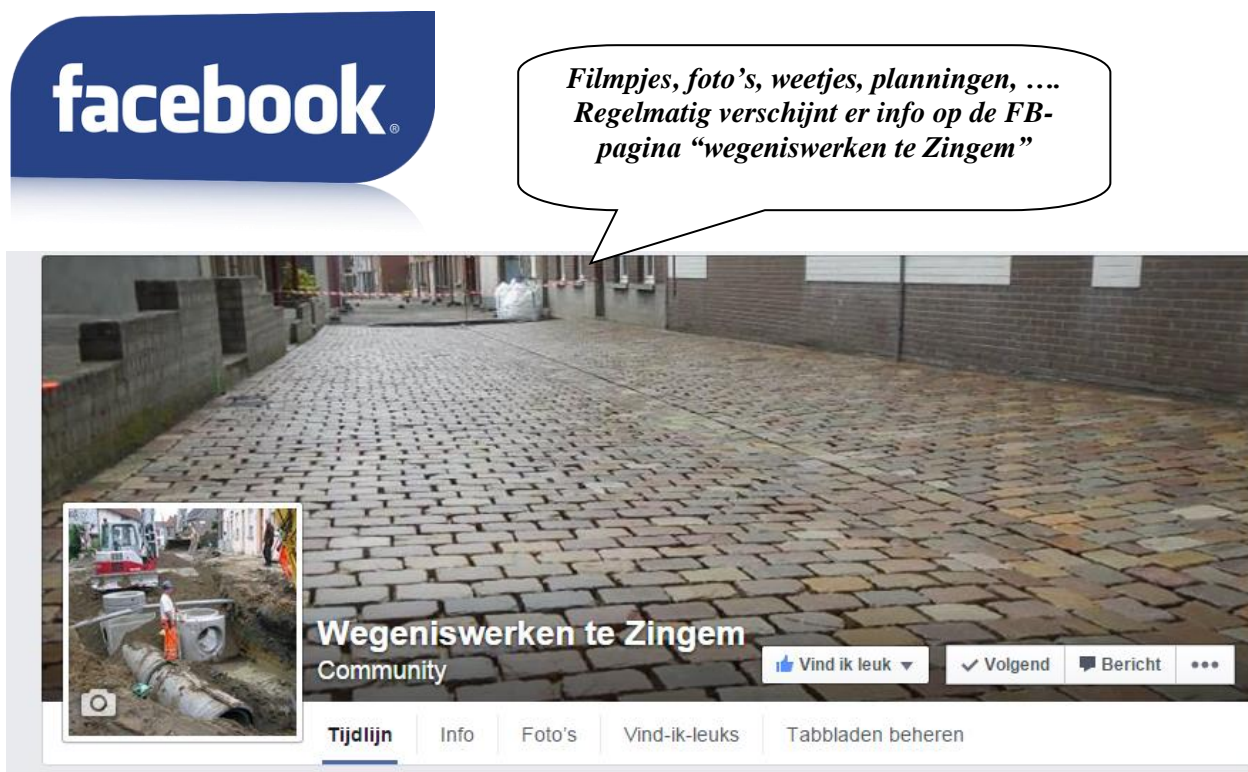 facebook®
Filmpjes, foto’s, weetjes, planningen, ….
Regelmatig verschijnt er info op de FB-
pagina “wegeniswerken te Zingem”
Wegeniswerken te Zingem
Community
Vind ik leuk
Volgend
Bericht
Tijdlijn
Info
Foto's
Vind-ik-leuks
Tabbladen beheren